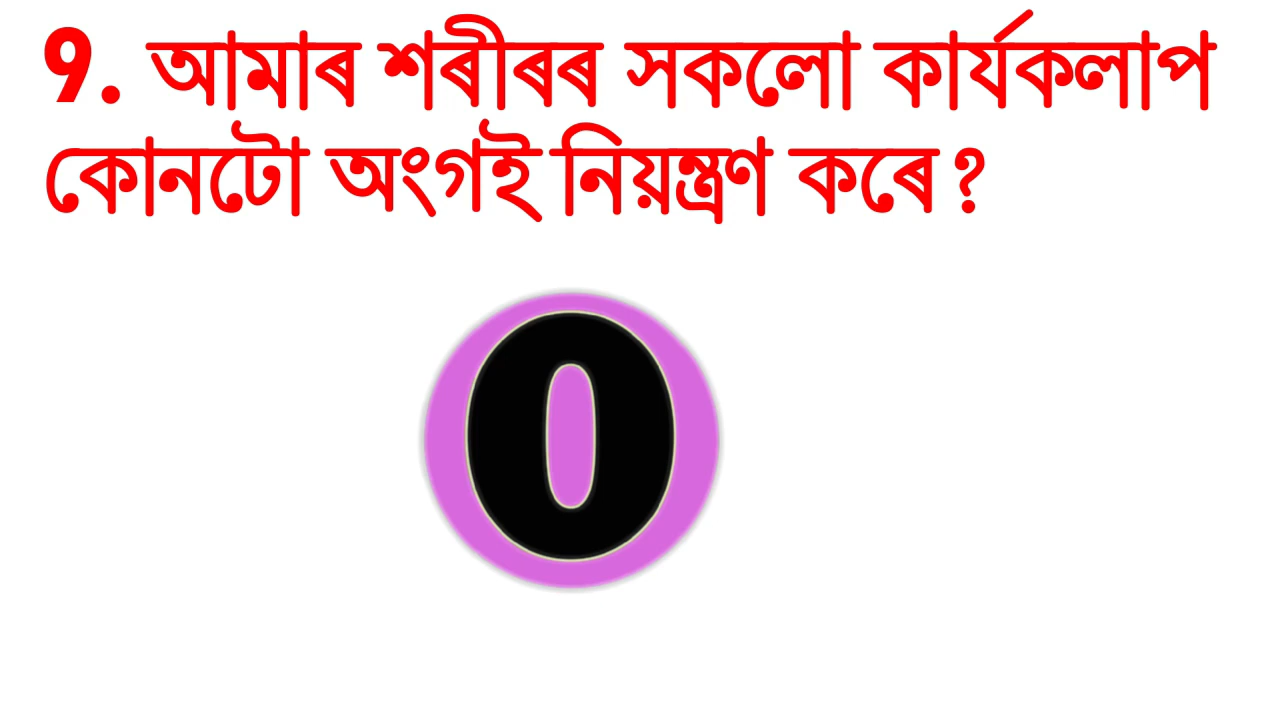 9. আমাৰ শৰীৰৰ সকলো কাৰ্যকলাপ
কোনটো অংগই নিয়ন্ত্ৰণ কৰে ?
0